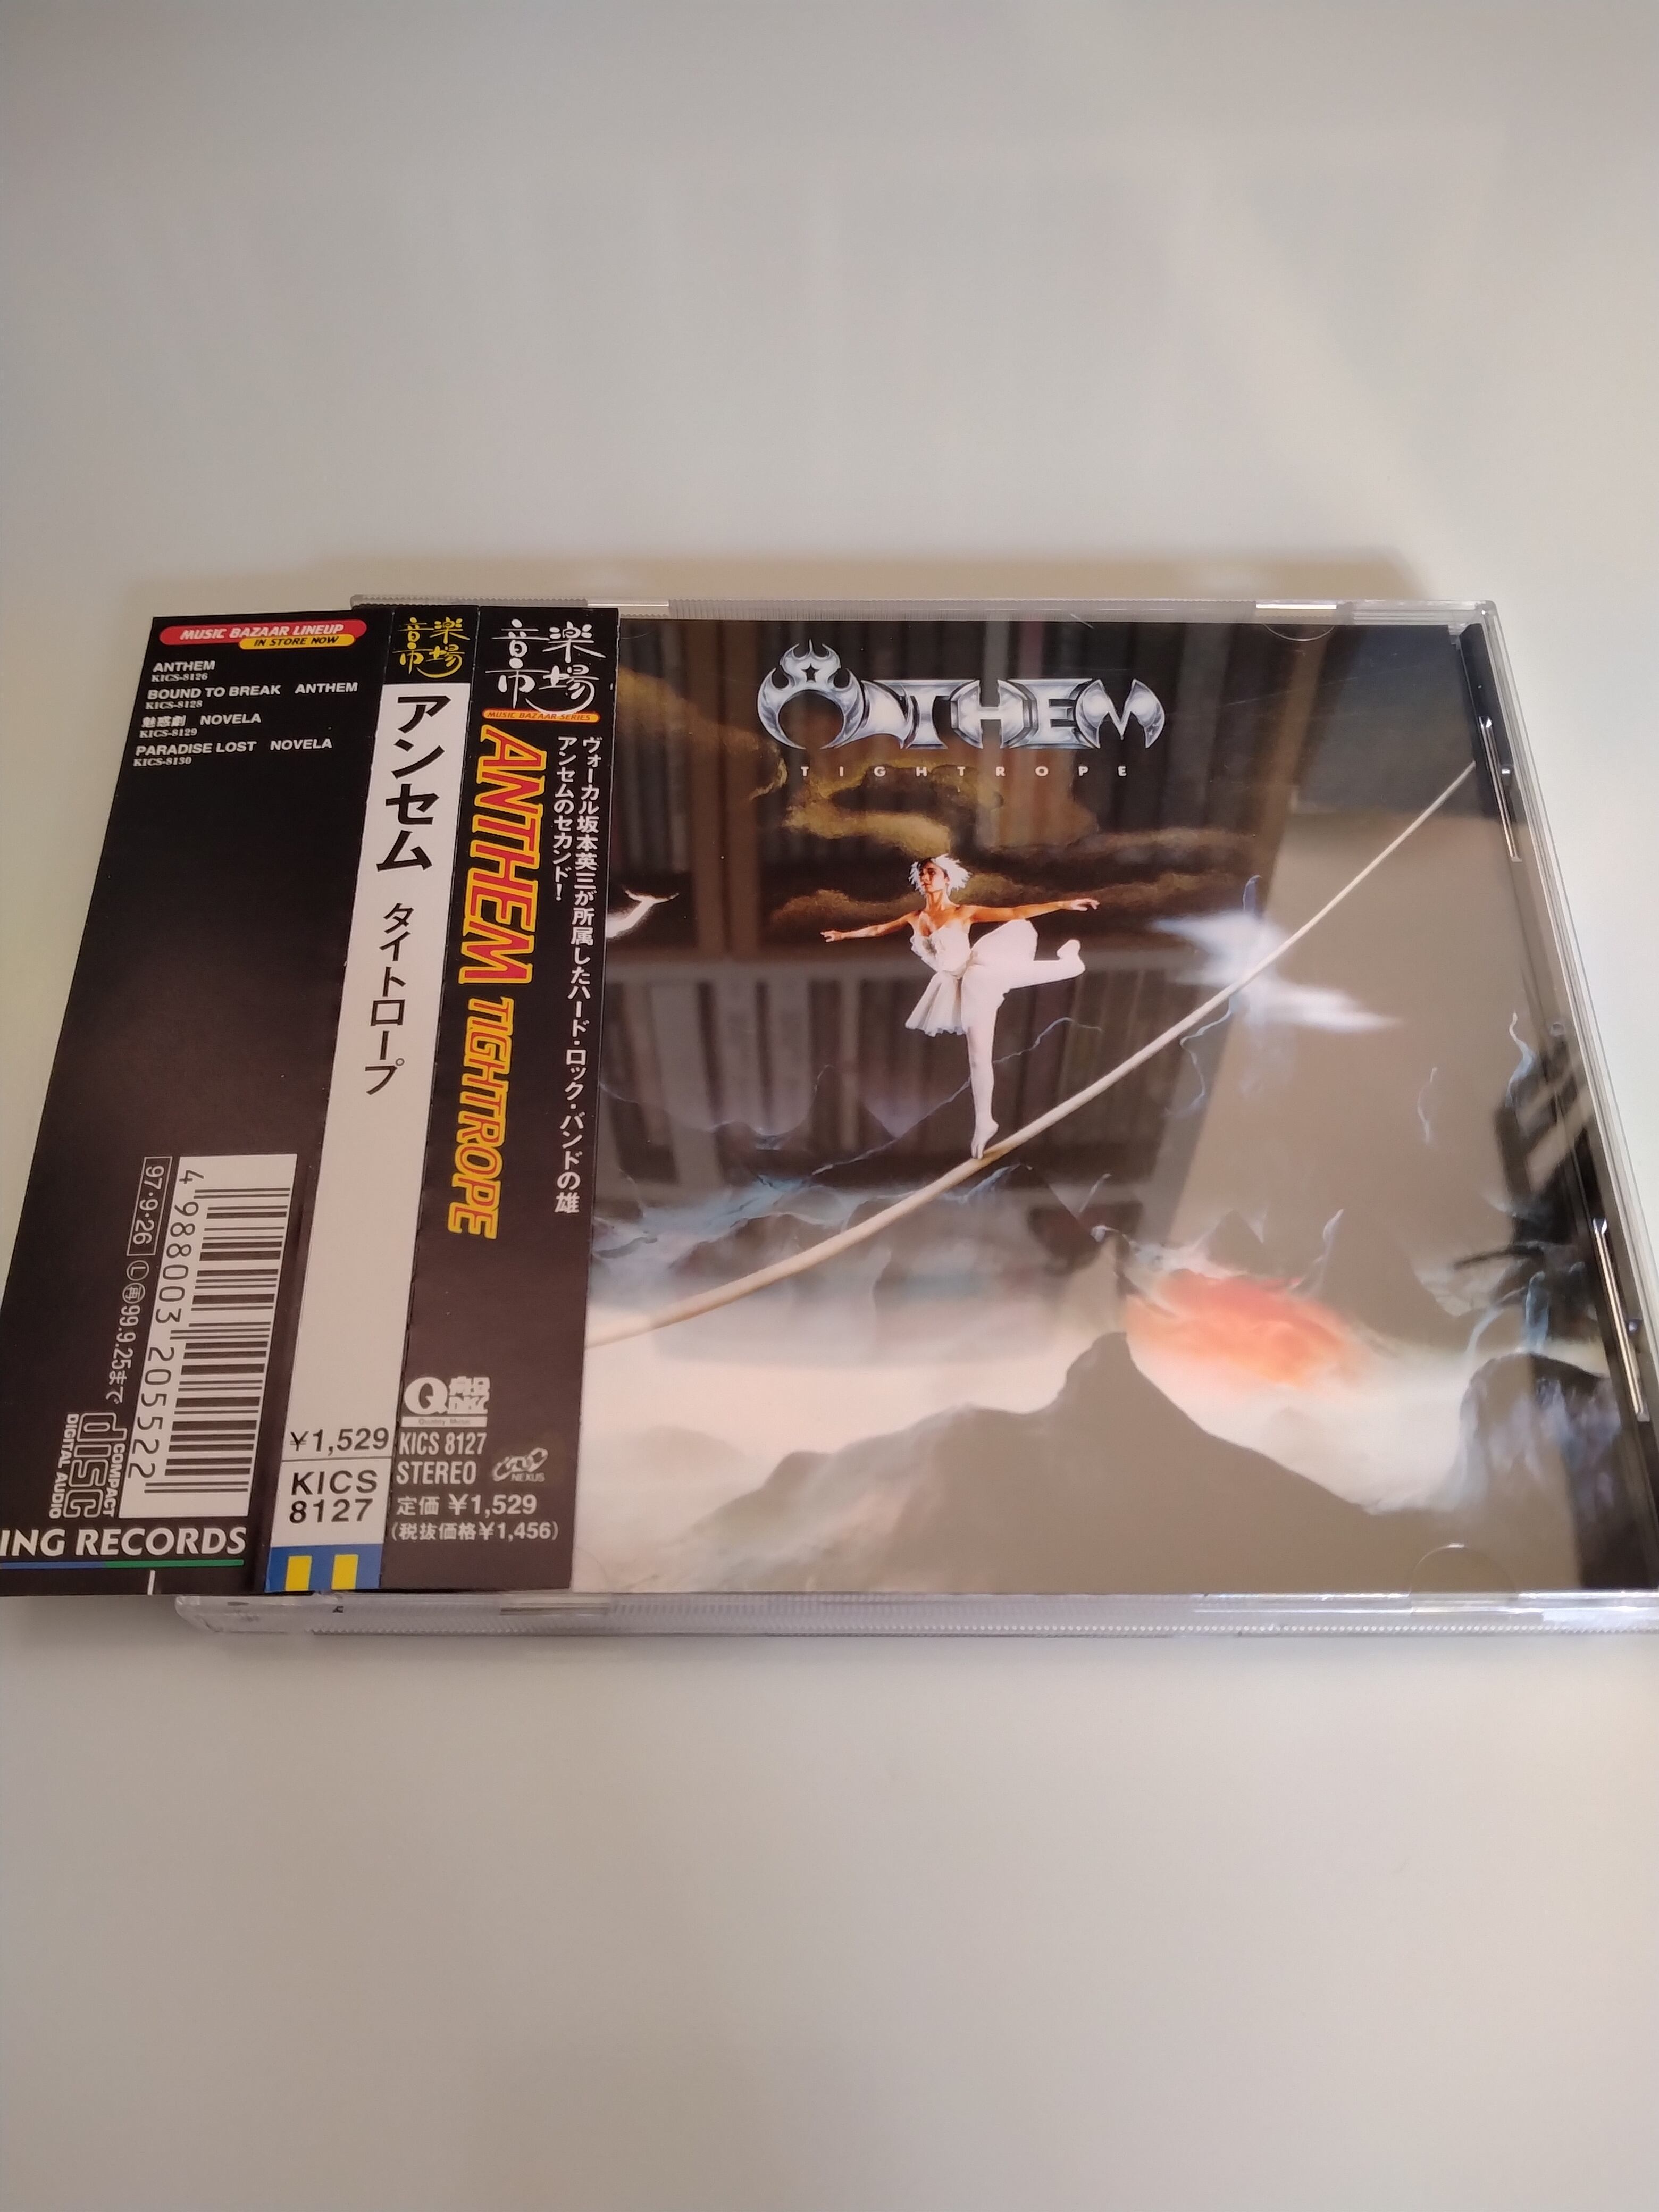 MUSIC BAZAAR LINEUP
IN STORE NOW
ANTHEM
KICS-8126
BOUND TO BREAK ANTHEM
KICS-8128
魅惑劇 NOVELA
KICS-8129
PARADISE LOST NOVELA
KICS-8130
4 988003 205522
97・9・26 Ⓛ 再 99.9.25まで
COMPACT
disc
DIGITAL AUDIO
ING RECORDS
音楽市場
アンセム タイトロープ
¥1,529
KICS
8127
音楽市場
MUSIC BAZAAR SERIES
ヴォーカル坂本英三が所属したハード・ロック・バンドの雄
アンセムのセカンド!
ANTHEM TIGHTROPE
Q盤
DISC
Quality Music
KICS 8127
STEREO
NEXUS
定価 ¥1,529
(税抜価格¥1,456)
ANTHEM
TIGHTROPE